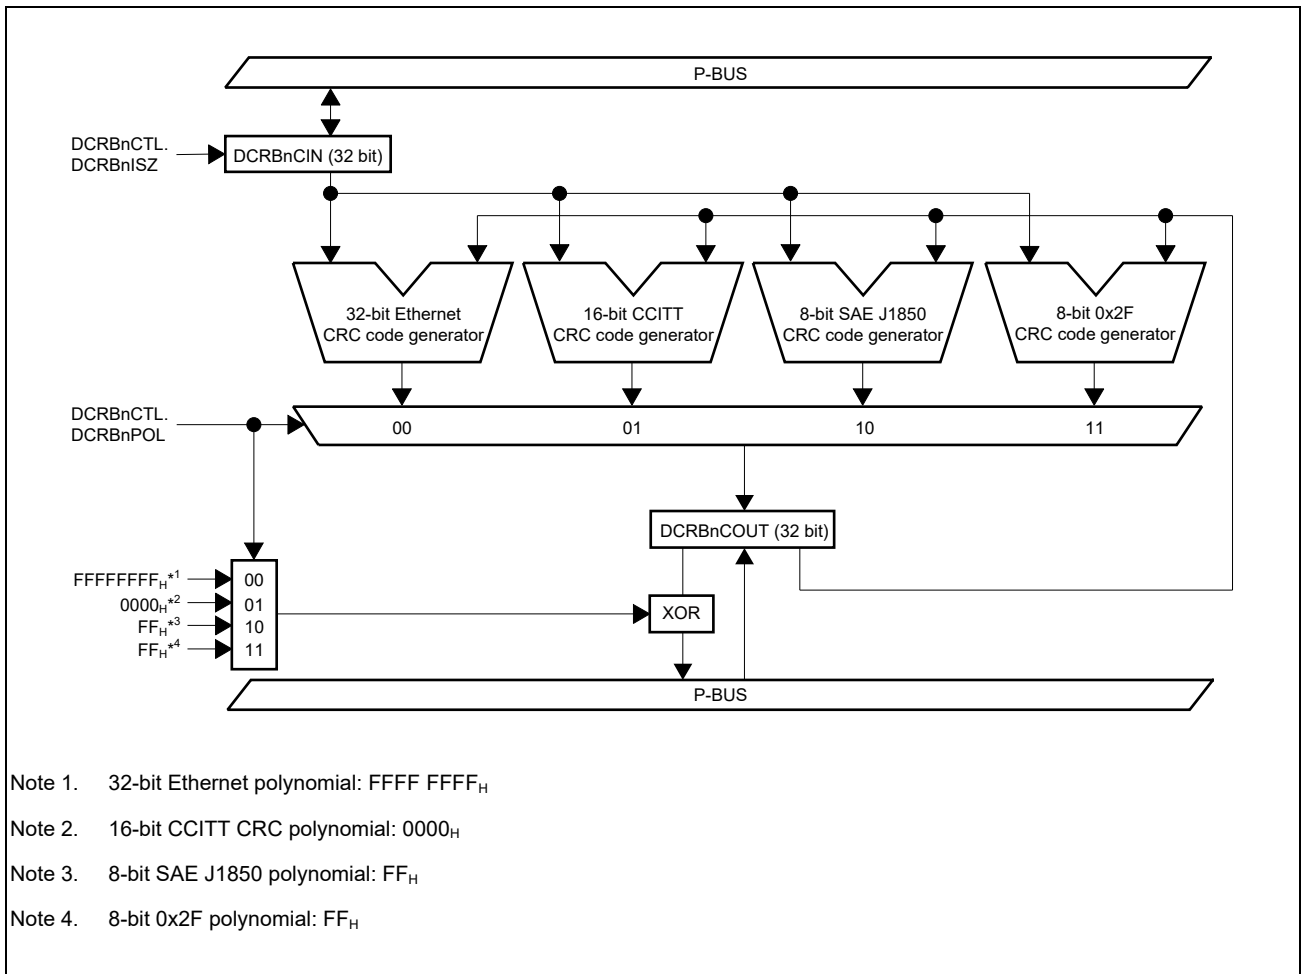 P-BUS
DCRBnCTL.
DCRBnISZ
DCRBnCIN (32 bit)
32-bit Ethernet
CRC code generator
16-bit CCITT
CRC code generator
8-bit SAE J1850
CRC code generator
8-bit 0x2F
CRC code generator
DCRBnCTL.
DCRBnPOL
00 01 10 11
DCRBnCOUT (32 bit)
FFFFFFFFH*1 00
0000H*2 01
FFH*3 10
FFH*4 11
XOR
P-BUS
Note 1. 32-bit Ethernet polynomial: FFFF FFFFH
Note 2. 16-bit CCITT CRC polynomial: 0000H
Note 3. 8-bit SAE J1850 polynomial: FFH
Note 4. 8-bit 0x2F polynomial: FFH